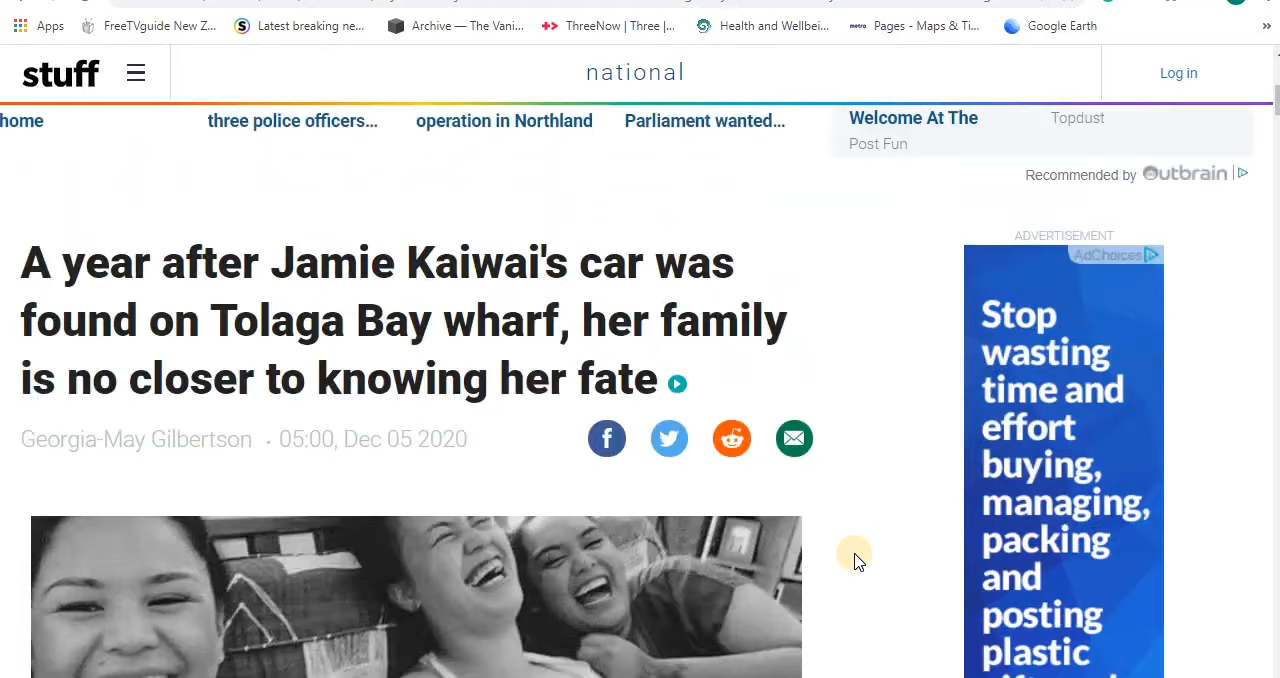 Apps FreeTVguide New Z... Latest breaking ne... Archive — The Vani... ThreeNow | Three |... Health and Wellbei... metro Pages - Maps & Ti... Google Earth »
stuff national Log in
home three police officers... operation in Northland Parliament wanted...
Welcome At The Topdust
Post Fun
Recommended by Outbrain
A year after Jamie Kaiwai's car was
found on Tolaga Bay wharf, her family
is no closer to knowing her fate
Georgia-May Gilbertson · 05:00, Dec 05 2020
ADVERTISEMENT
AdChoices
Stop
wasting
time and
effort
buying,
managing,
packing
and
posting
plastic